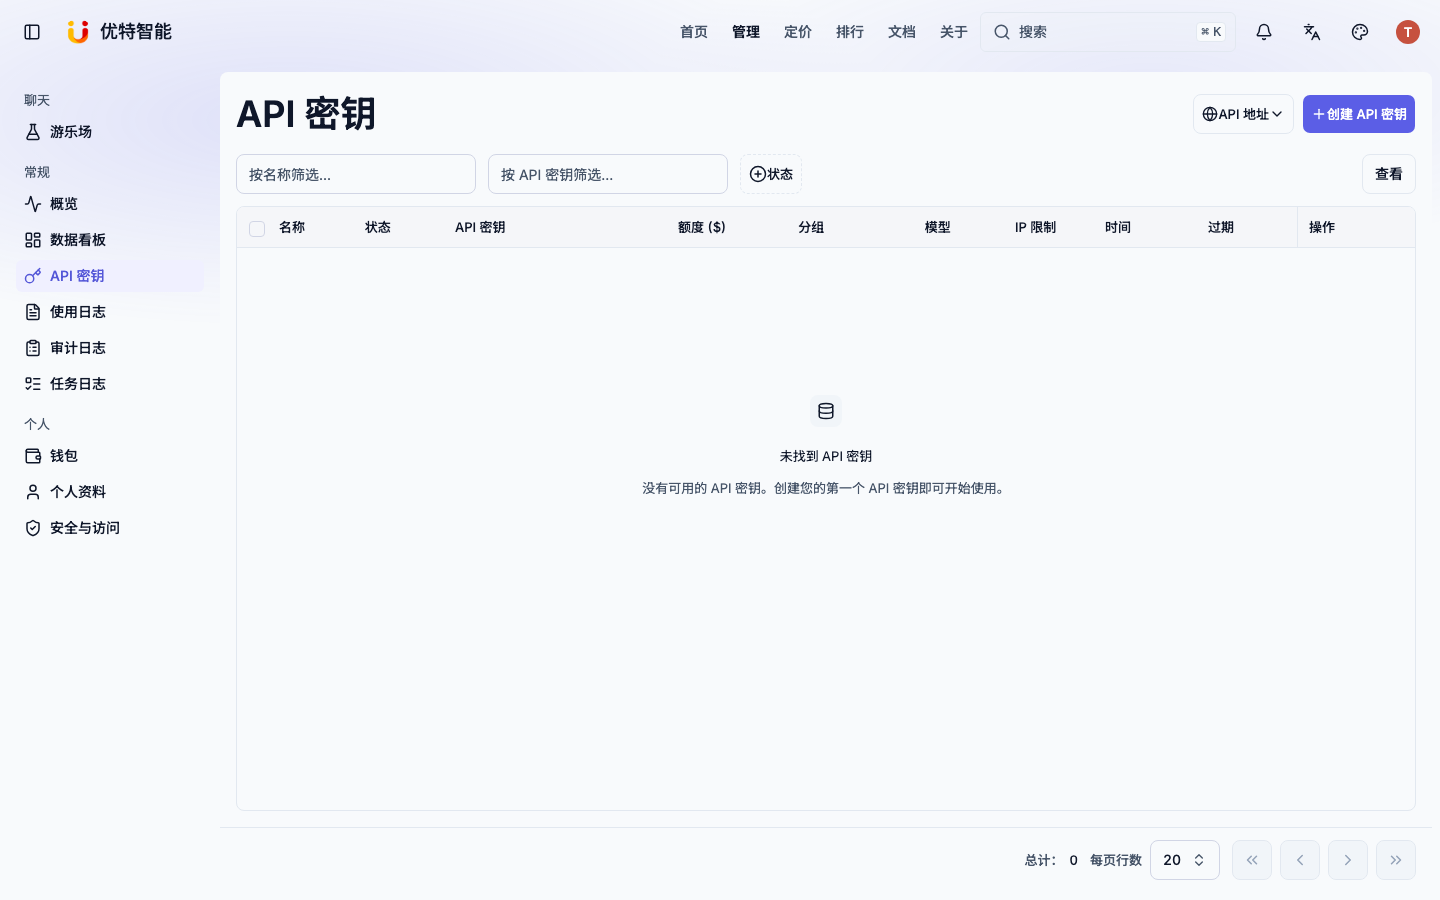 优特智能
首页 管理 定价 排行 文档 关于 搜索 ⌘ K T
聊天
游乐场
常规
概览
数据看板
API 密钥
使用日志
审计日志
任务日志
个人
钱包
个人资料
安全与访问
API 密钥
API 地址 创建 API 密钥
按名称筛选... 按 API 密钥筛选... 状态 查看
名称 状态 API 密钥 额度 ($) 分组 模型 IP 限制 时间 过期 操作
未找到 API 密钥
没有可用的 API 密钥。创建您的第一个 API 密钥即可开始使用。
总计： 0 每页行数 20